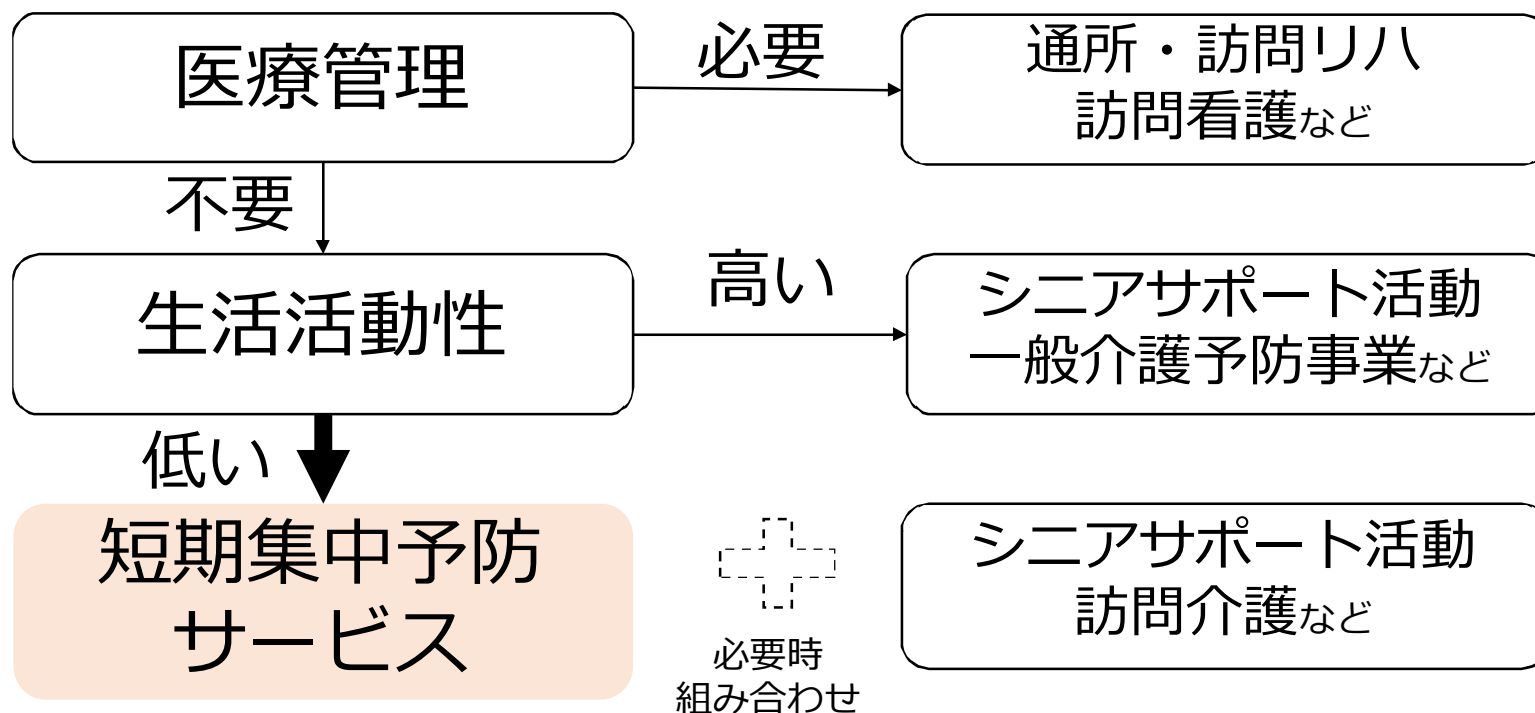 医療管理
必要
通所・訪問リハ
訪問看護など
不要
生活活動性
高い
シニアサポート活動
一般介護予防事業など
低い
短期集中予防
サービス
必要時
組み合わせ
シニアサポート活動
訪問介護など